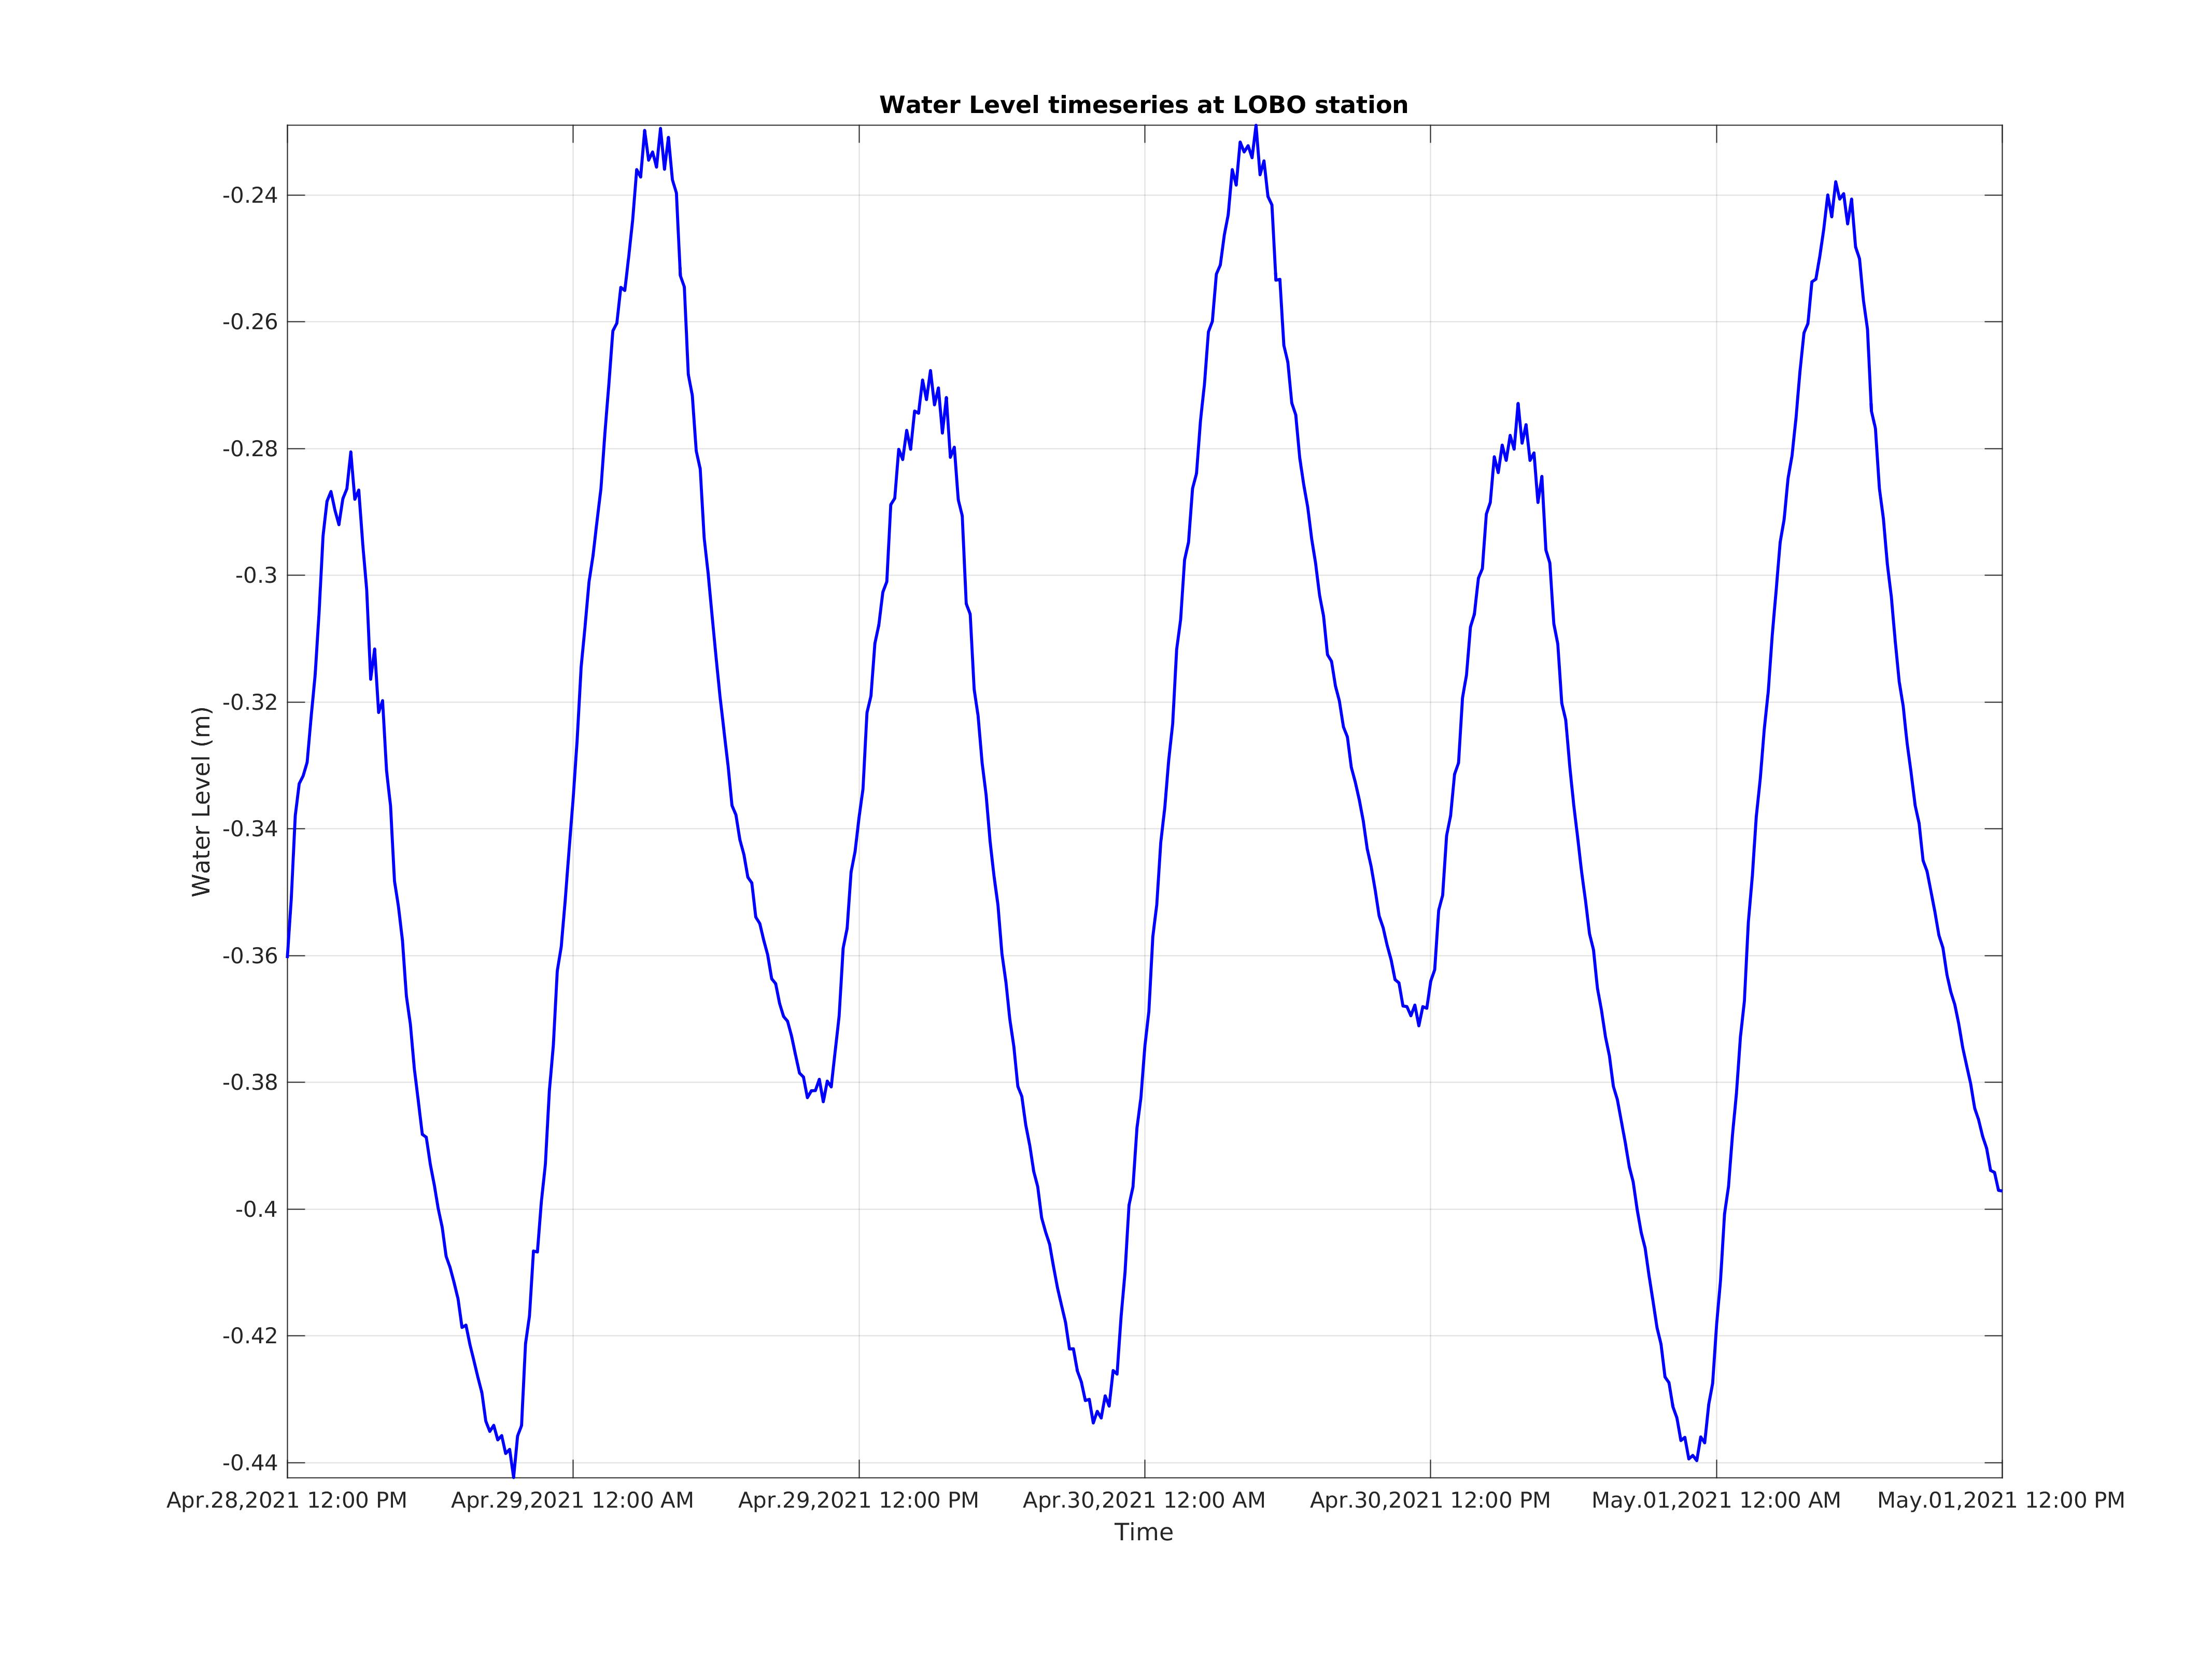 Water Level timeseries at LOBO station
-0.24
-0.26
-0.28
-0.3
-0.32
-0.34
-0.36
-0.38
-0.4
-0.42
-0.44
Water Level (m)
Apr.28,2021 12:00 PM Apr.29,2021 12:00 AM Apr.29,2021 12:00 PM Apr.30,2021 12:00 AM Apr.30,2021 12:00 PM May.01,2021 12:00 AM May.01,2021 12:00 PM
Time